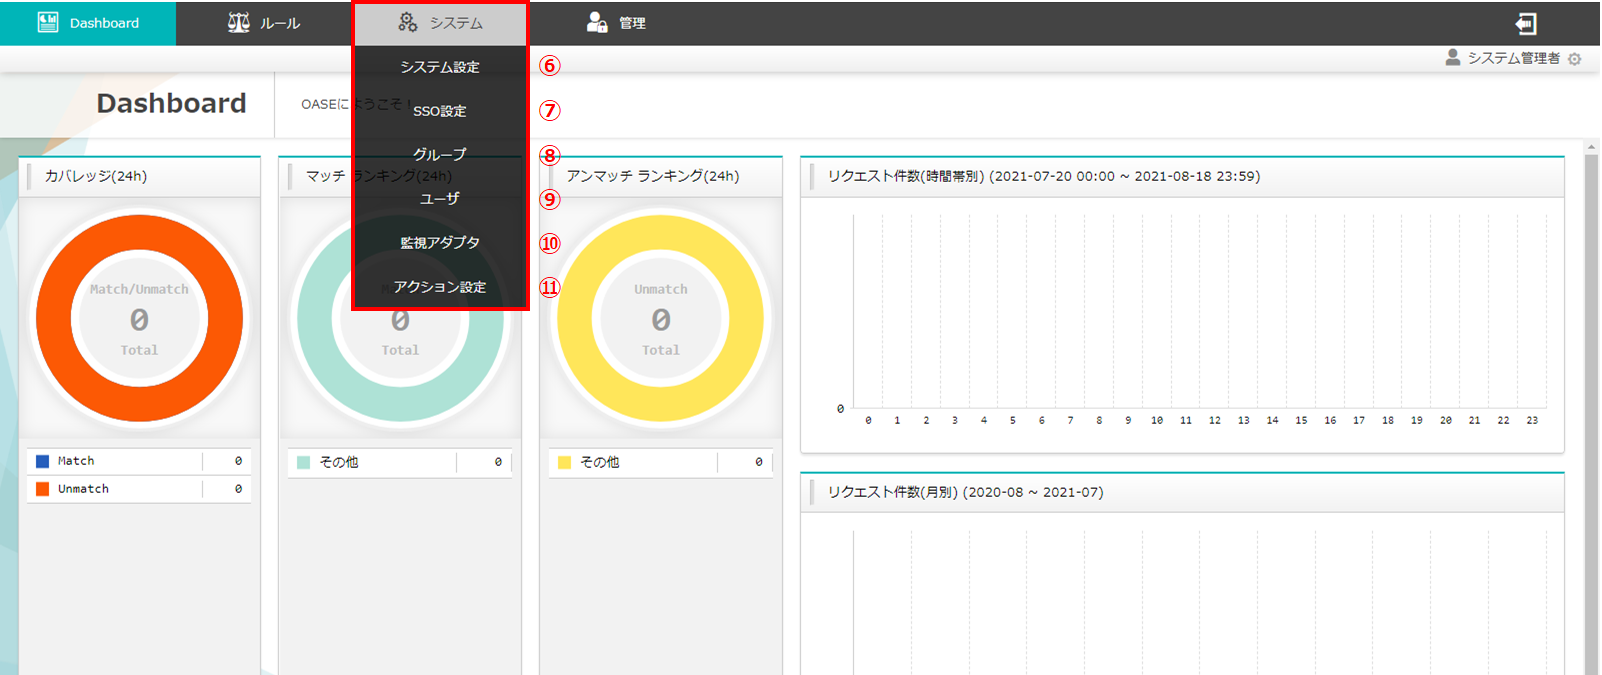 Dashboard
ルール
システム
管理
システム管理者
システム設定 ⑥
SSO設定 ⑦
グループ ⑧
ユーザ ⑨
監視アダプタ ⑩
アクション設定 ⑪
Dashboard
OASEにようこそ！
カバレッジ(24h)
Match/Unmatch
0
Total
Match 0
Unmatch 0
マッチ ランキング(24h)
0
Total
その他 0
アンマッチ ランキング(24h)
Unmatch
0
Total
その他 0
リクエスト件数(時間帯別) (2021-07-20 00:00 ~ 2021-08-18 23:59)
0
0 1 2 3 4 5 6 7 8 9 10 11 12 13 14 15 16 17 18 19 20 21 22 23
リクエスト件数(月別) (2020-08 ~ 2021-07)